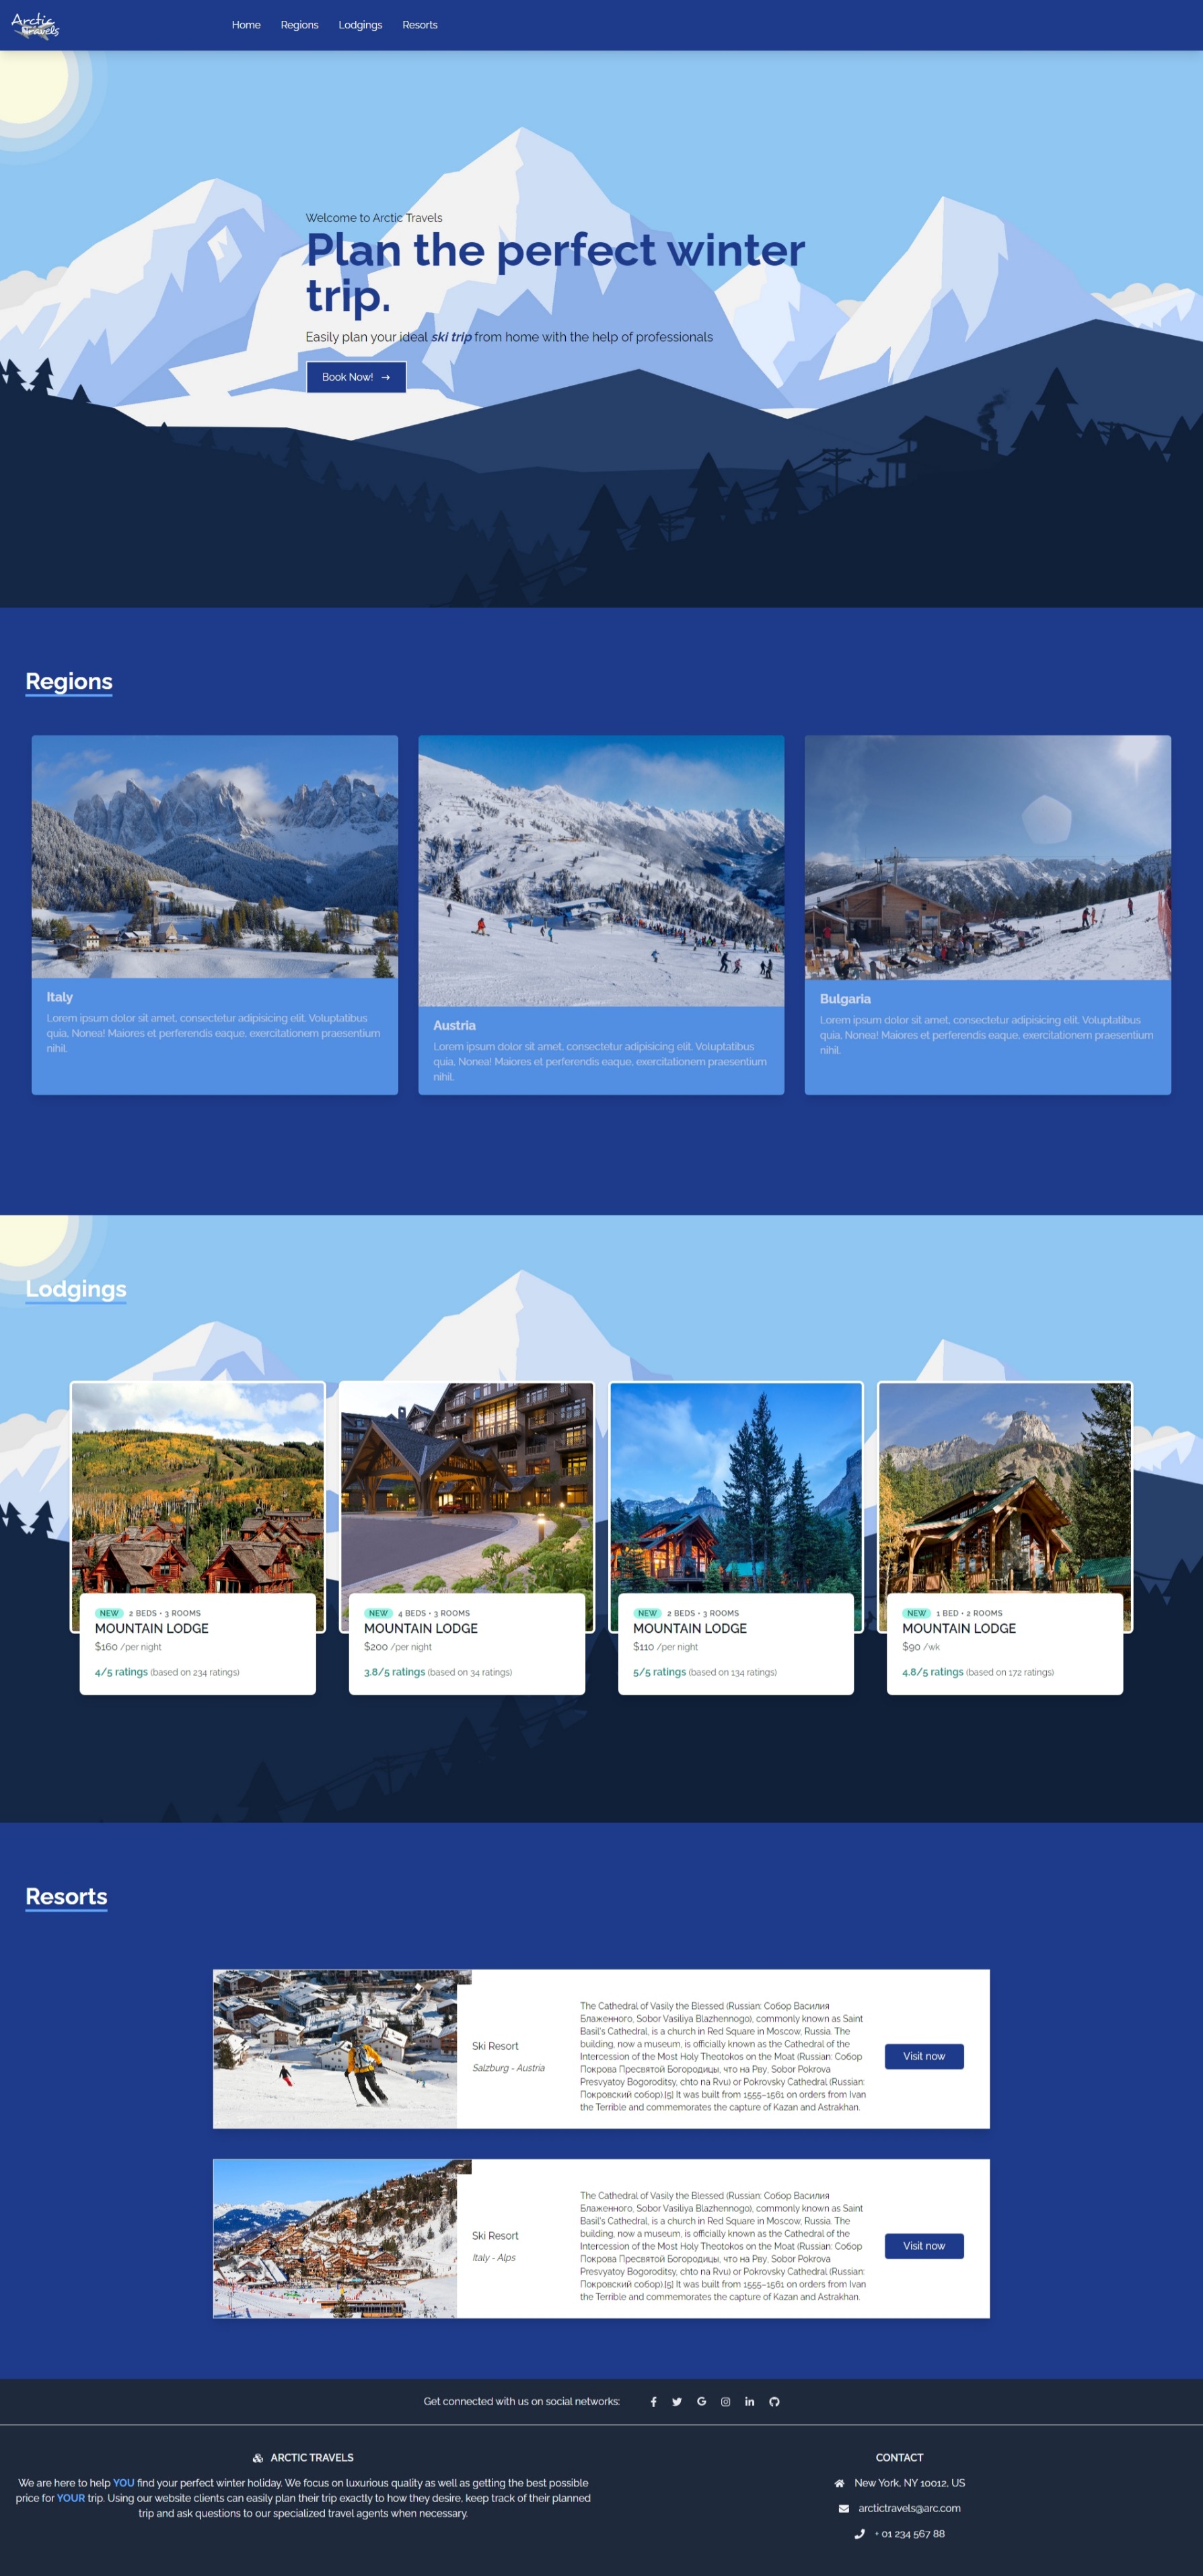 Arctic
Travels
Home
Regions
Lodgings
Resorts
Welcome to Arctic Travels
Plan the perfect winter
trip.
Easily plan your ideal ski trip from home with the help of professionals
Book Now! →
Regions
Italy
Lorem ipsum dolor sit amet, consectetur adipisicing elit. Voluptatibus
quia, Nonea! Maiores et perferendis eaque, exercitationem praesentium
nihil.
Austria
Lorem ipsum dolor sit amet, consectetur adipisicing elit. Voluptatibus
quia, Nonea! Maiores et perferendis eaque, exercitationem praesentium
nihil.
Bulgaria
Lorem ipsum dolor sit amet, consectetur adipisicing elit. Voluptatibus
quia, Nonea! Maiores et perferendis eaque, exercitationem praesentium
nihil.
Lodgings
NEW 2 BEDS • 3 ROOMS
MOUNTAIN LODGE
$160 /per night
4/5 ratings (based on 234 ratings)
NEW 4 BEDS • 3 ROOMS
MOUNTAIN LODGE
$200 /per night
3.8/5 ratings (based on 34 ratings)
NEW 2 BEDS • 3 ROOMS
MOUNTAIN LODGE
$110 /per night
5/5 ratings (based on 134 ratings)
NEW 1 BED • 2 ROOMS
MOUNTAIN LODGE
$90 /wk
4.8/5 ratings (based on 172 ratings)
Resorts
Ski Resort
Salzburg - Austria
The Cathedral of Vasily the Blessed (Russian: Собор Василия
Блаженного, Sobor Vasiliya Blazhennogo), commonly known as Saint
Basil's Cathedral, is a church in Red Square in Moscow, Russia. The
building, now a museum, is officially known as the Cathedral of the
Intercession of the Most Holy Theotokos on the Moat (Russian: Собор
Покрова Пресвятой Богородицы, что на Рву, Sobor Pokrova
Presvyatoy Bogoroditsy, chto na Rvu) or Pokrovsky Cathedral (Russian:
Покровский собор).[5] It was built from 1555–1561 on orders from Ivan
the Terrible and commemorates the capture of Kazan and Astrakhan.
Visit now
Ski Resort
Italy - Alps
The Cathedral of Vasily the Blessed (Russian: Собор Василия
Блаженного, Sobor Vasiliya Blazhennogo), commonly known as Saint
Basil's Cathedral, is a church in Red Square in Moscow, Russia. The
building, now a museum, is officially known as the Cathedral of the
Intercession of the Most Holy Theotokos on the Moat (Russian: Собор
Покрова Пресвятой Богородицы, что на Рву, Sobor Pokrova
Presvyatoy Bogoroditsy, chto na Rvu) or Pokrovsky Cathedral (Russian:
Покровский собор).[5] It was built from 1555–1561 on orders from Ivan
the Terrible and commemorates the capture of Kazan and Astrakhan.
Visit now
Get connected with us on social networks:
ARCTIC TRAVELS
We are here to help YOU find your perfect winter holiday. We focus on luxurious quality as well as getting the best possible
price for YOUR trip. Using our website clients can easily plan their trip exactly to how they desire, keep track of their planned
trip and ask questions to our specialized travel agents when necessary.
CONTACT
New York, NY 10012, US
arctictravels@arc.com
+ 01 234 567 88